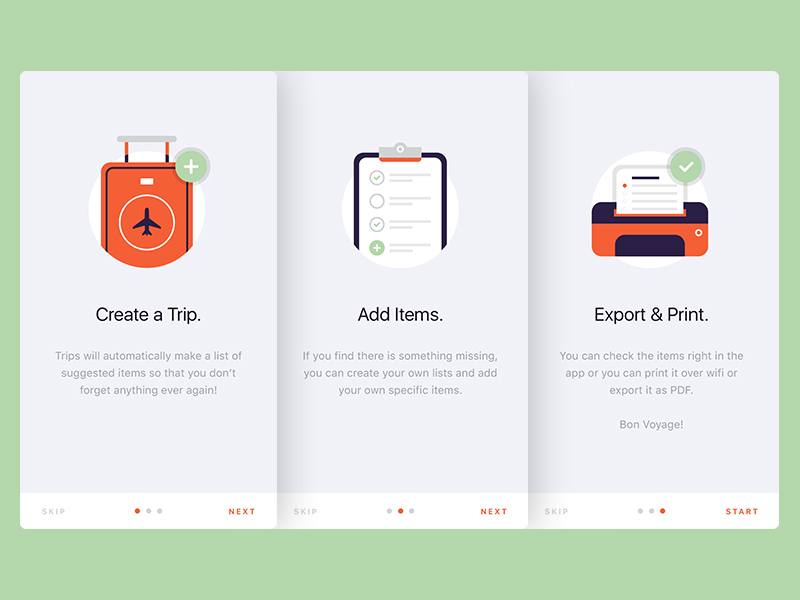 Create a Trip.
Trips will automatically make a list of
suggested items so that you don't
forget anything ever again!
SKIP
NEXT
Add Items.
If you find there is something missing,
you can create your own lists and add
your own specific items.
SKIP
NEXT
Export & Print.
You can check the items right in the
app or you can print it over wifi or
export it as PDF.
Bon Voyage!
SKIP
START